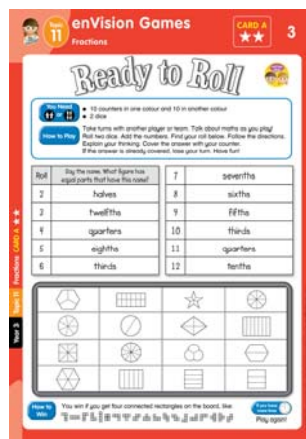 Topic 11
enVision Games
Fractions
CARD A
★★
3
Ready to Roll
You Need
• 10 counters in one colour and 10 in another colour
• 2 dice
How to Play
Take turns with another player or team. Talk about maths as you play!
Roll two dice. Add the numbers. Find your roll below. Follow the directions.
Explain your thinking. Cover the answer with your counter.
If the answer is already covered, lose your turn. Have fun!
Roll
Say the name. What figure has equal parts that have this name?
2 halves
3 twelfths
4 quarters
5 eighths
6 thirds
7 sevenths
8 sixths
9 fifths
10 thirds
11 quarters
12 tenths
How to Win
You win if you get four connected rectangles on the board, like
If you have more time
Play again!
Year 3 Topic 11 Fractions CARD A ★★